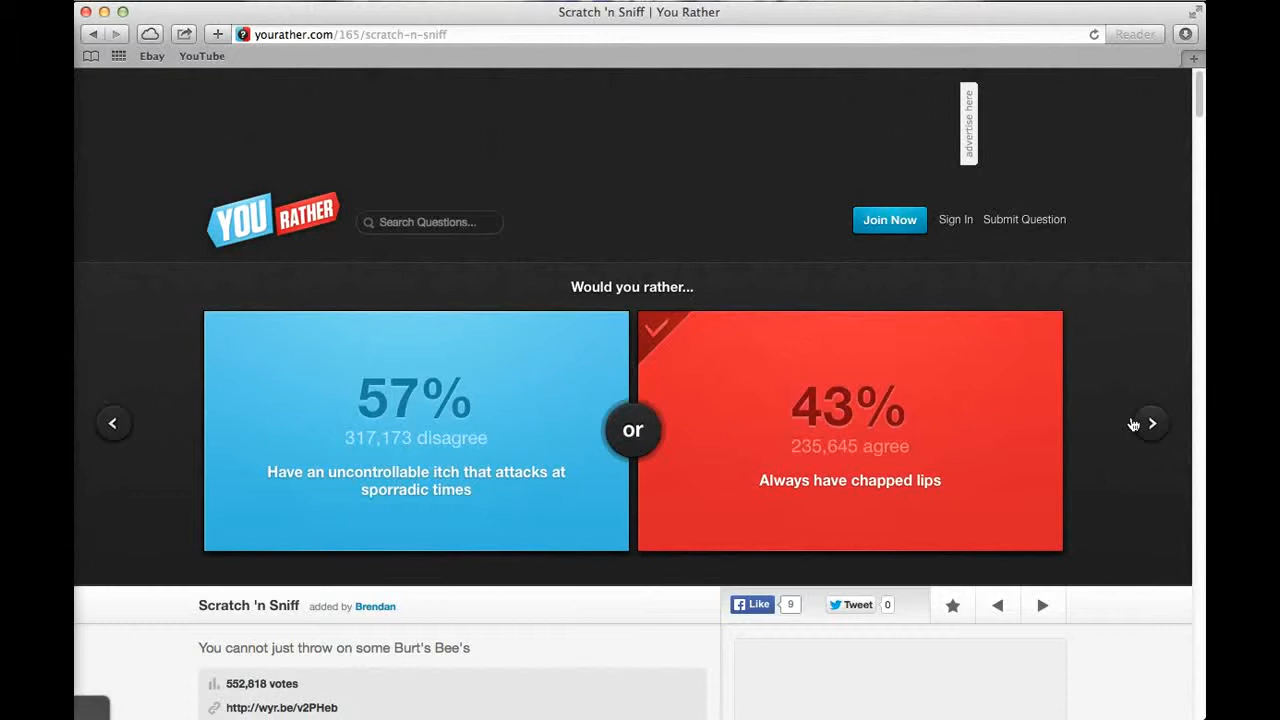 Scratch 'n Sniff | You Rather
yourather.com/165/scratch-n-sniff
Reader
Ebay
YouTube
advertise here
YOU RATHER
Search Questions...
Join Now
Sign In
Submit Question
Would you rather...
57%
317,173 disagree
Have an uncontrollable itch that attacks at
sporradic times
or
43%
235,645 agree
Always have chapped lips
Scratch 'n Sniff added by Brendan
Like
9
Tweet
0
You cannot just throw on some Burt's Bee's
552,818 votes
http://wyr.be/v2PHeb